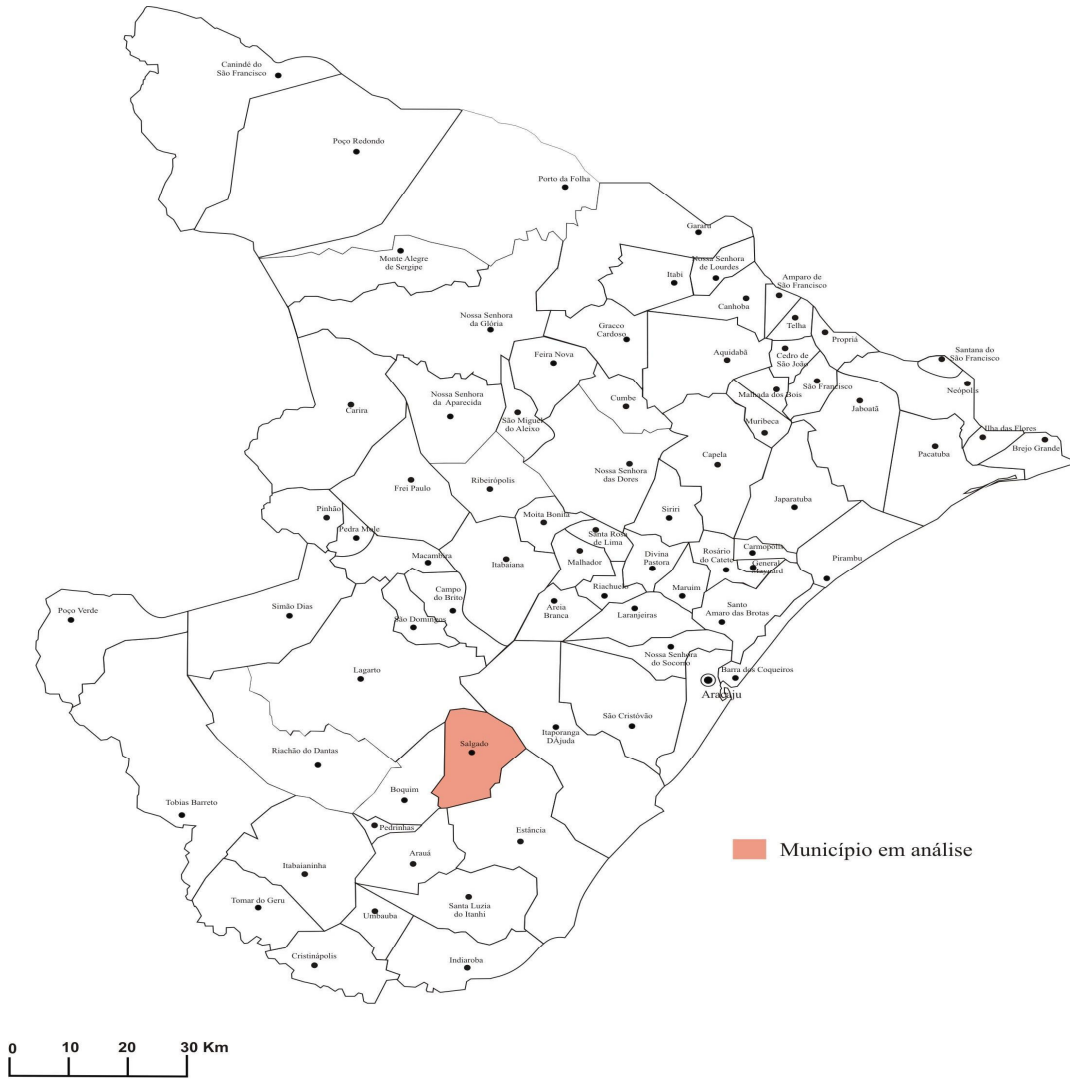 Canindé do
São Francisco
Poço Redondo
Porto da Folha
Gararu
Monte Alegre
de Sergipe
Nossa Senhora
de Lourdes
Itabi
Amparo de
São Francisco
Canhoba
Nossa Senhora
da Glória
Telha
Gracco
Cardoso
Propriá
Feira Nova
Aquidabã
Cedro de
São João
Santana do
São Francisco
Nossa Senhora
da Aparecida
São Francisco
Malhada dos Bois
Neópolis
Carira
Cumbe
Jaboatã
São Miguel
do Aleixo
Muribeca
Ilha das Flores
Brejo Grande
Pacatuba
Capela
Nossa Senhora
das Dores
Frei Paulo
Ribeirópolis
Japaratuba
Pinhão
Moita Bonita
Siriri
Pedra Mole
Santa Rosa
de Lima
Carmopólis
Macambira
Itabaiana
Malhador
Divina
Pastora
Rosário
do Catete
General
Maynard
Pirambu
Campo
do Brito
Riachuelo
Maruim
Poço Verde
Simão Dias
Areia
Branca
Laranjeiras
Santo
Amaro das Brotas
São Domingos
Nossa Senhora
do Socorro
Lagarto
Barra dos Coqueiros
Aracaju
São Cristóvão
Itaporanga
DÁjuda
Salgado
Riachão do Dantas
Boquim
Tobias Barreto
Pedrinhas
Estância
Município em análise
Arauá
Itabaianinha
Tomar do Geru
Santa Luzia
do Itanhi
Umbauba
Cristinápolis
Indiaroba
0 10 20 30 Km